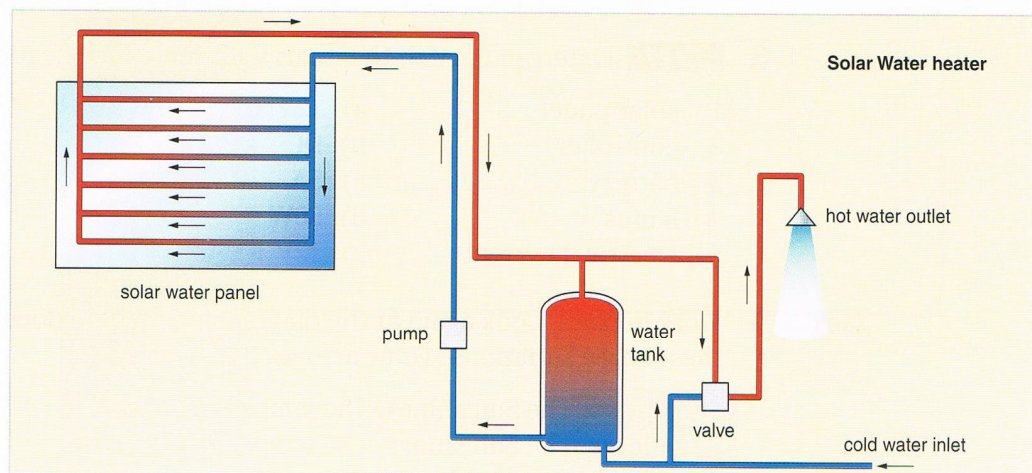 Solar Water heater
hot water outlet
solar water panel
pump
water
tank
valve
cold water inlet